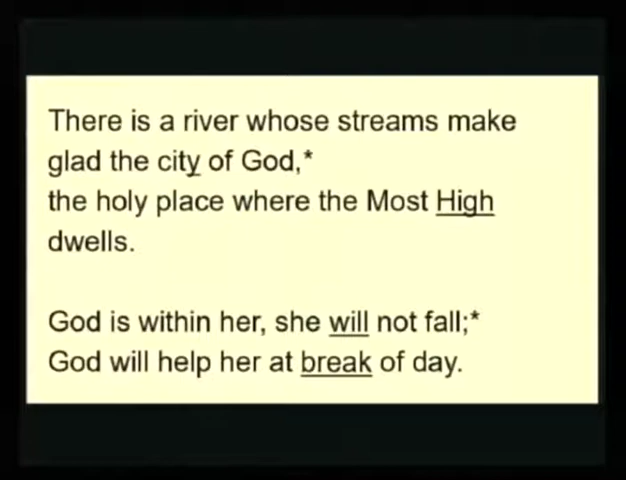 There is a river whose streams make
glad the city of God,*
the holy place where the Most High
dwells.
God is within her, she will not fall;*
God will help her at break of day.